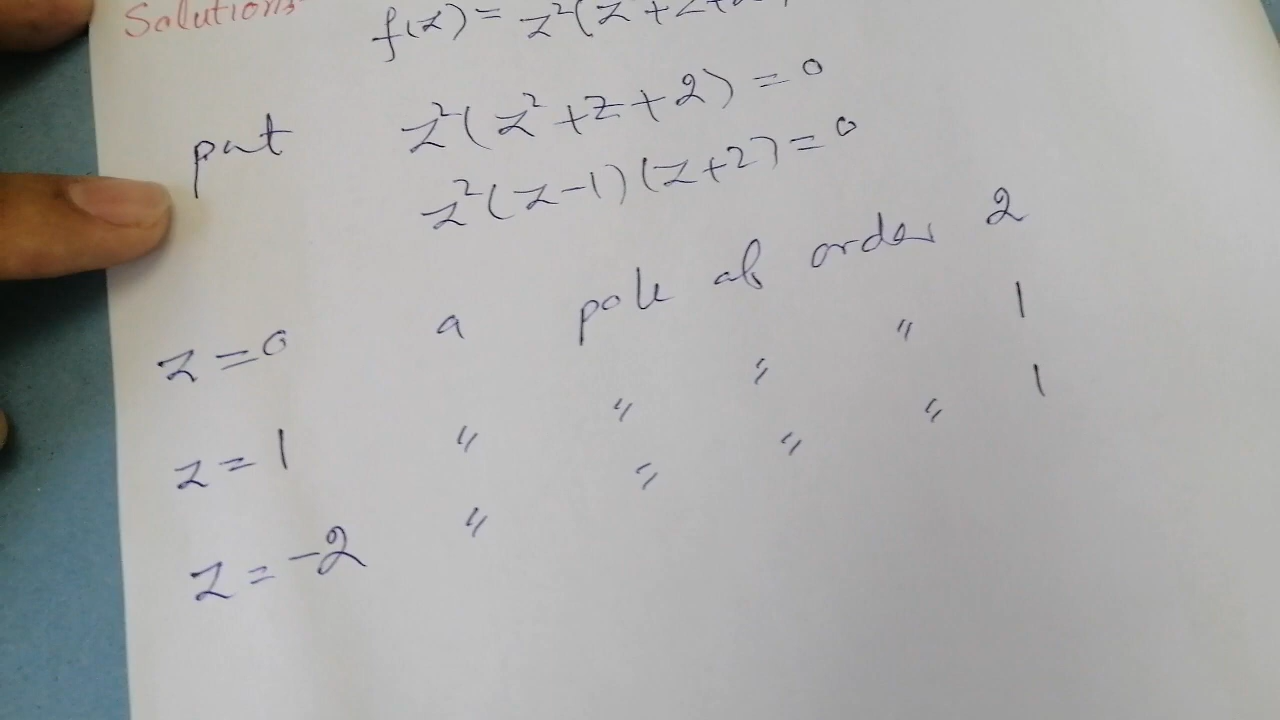 Solutions
f(z) = z²(z + z +
put z²(z² + z + 2) = 0
z²(z-1)(z+2) = 0
z = 0 a pole of order 2
z = 1 " " " " 1
z = -2 " " " " 1